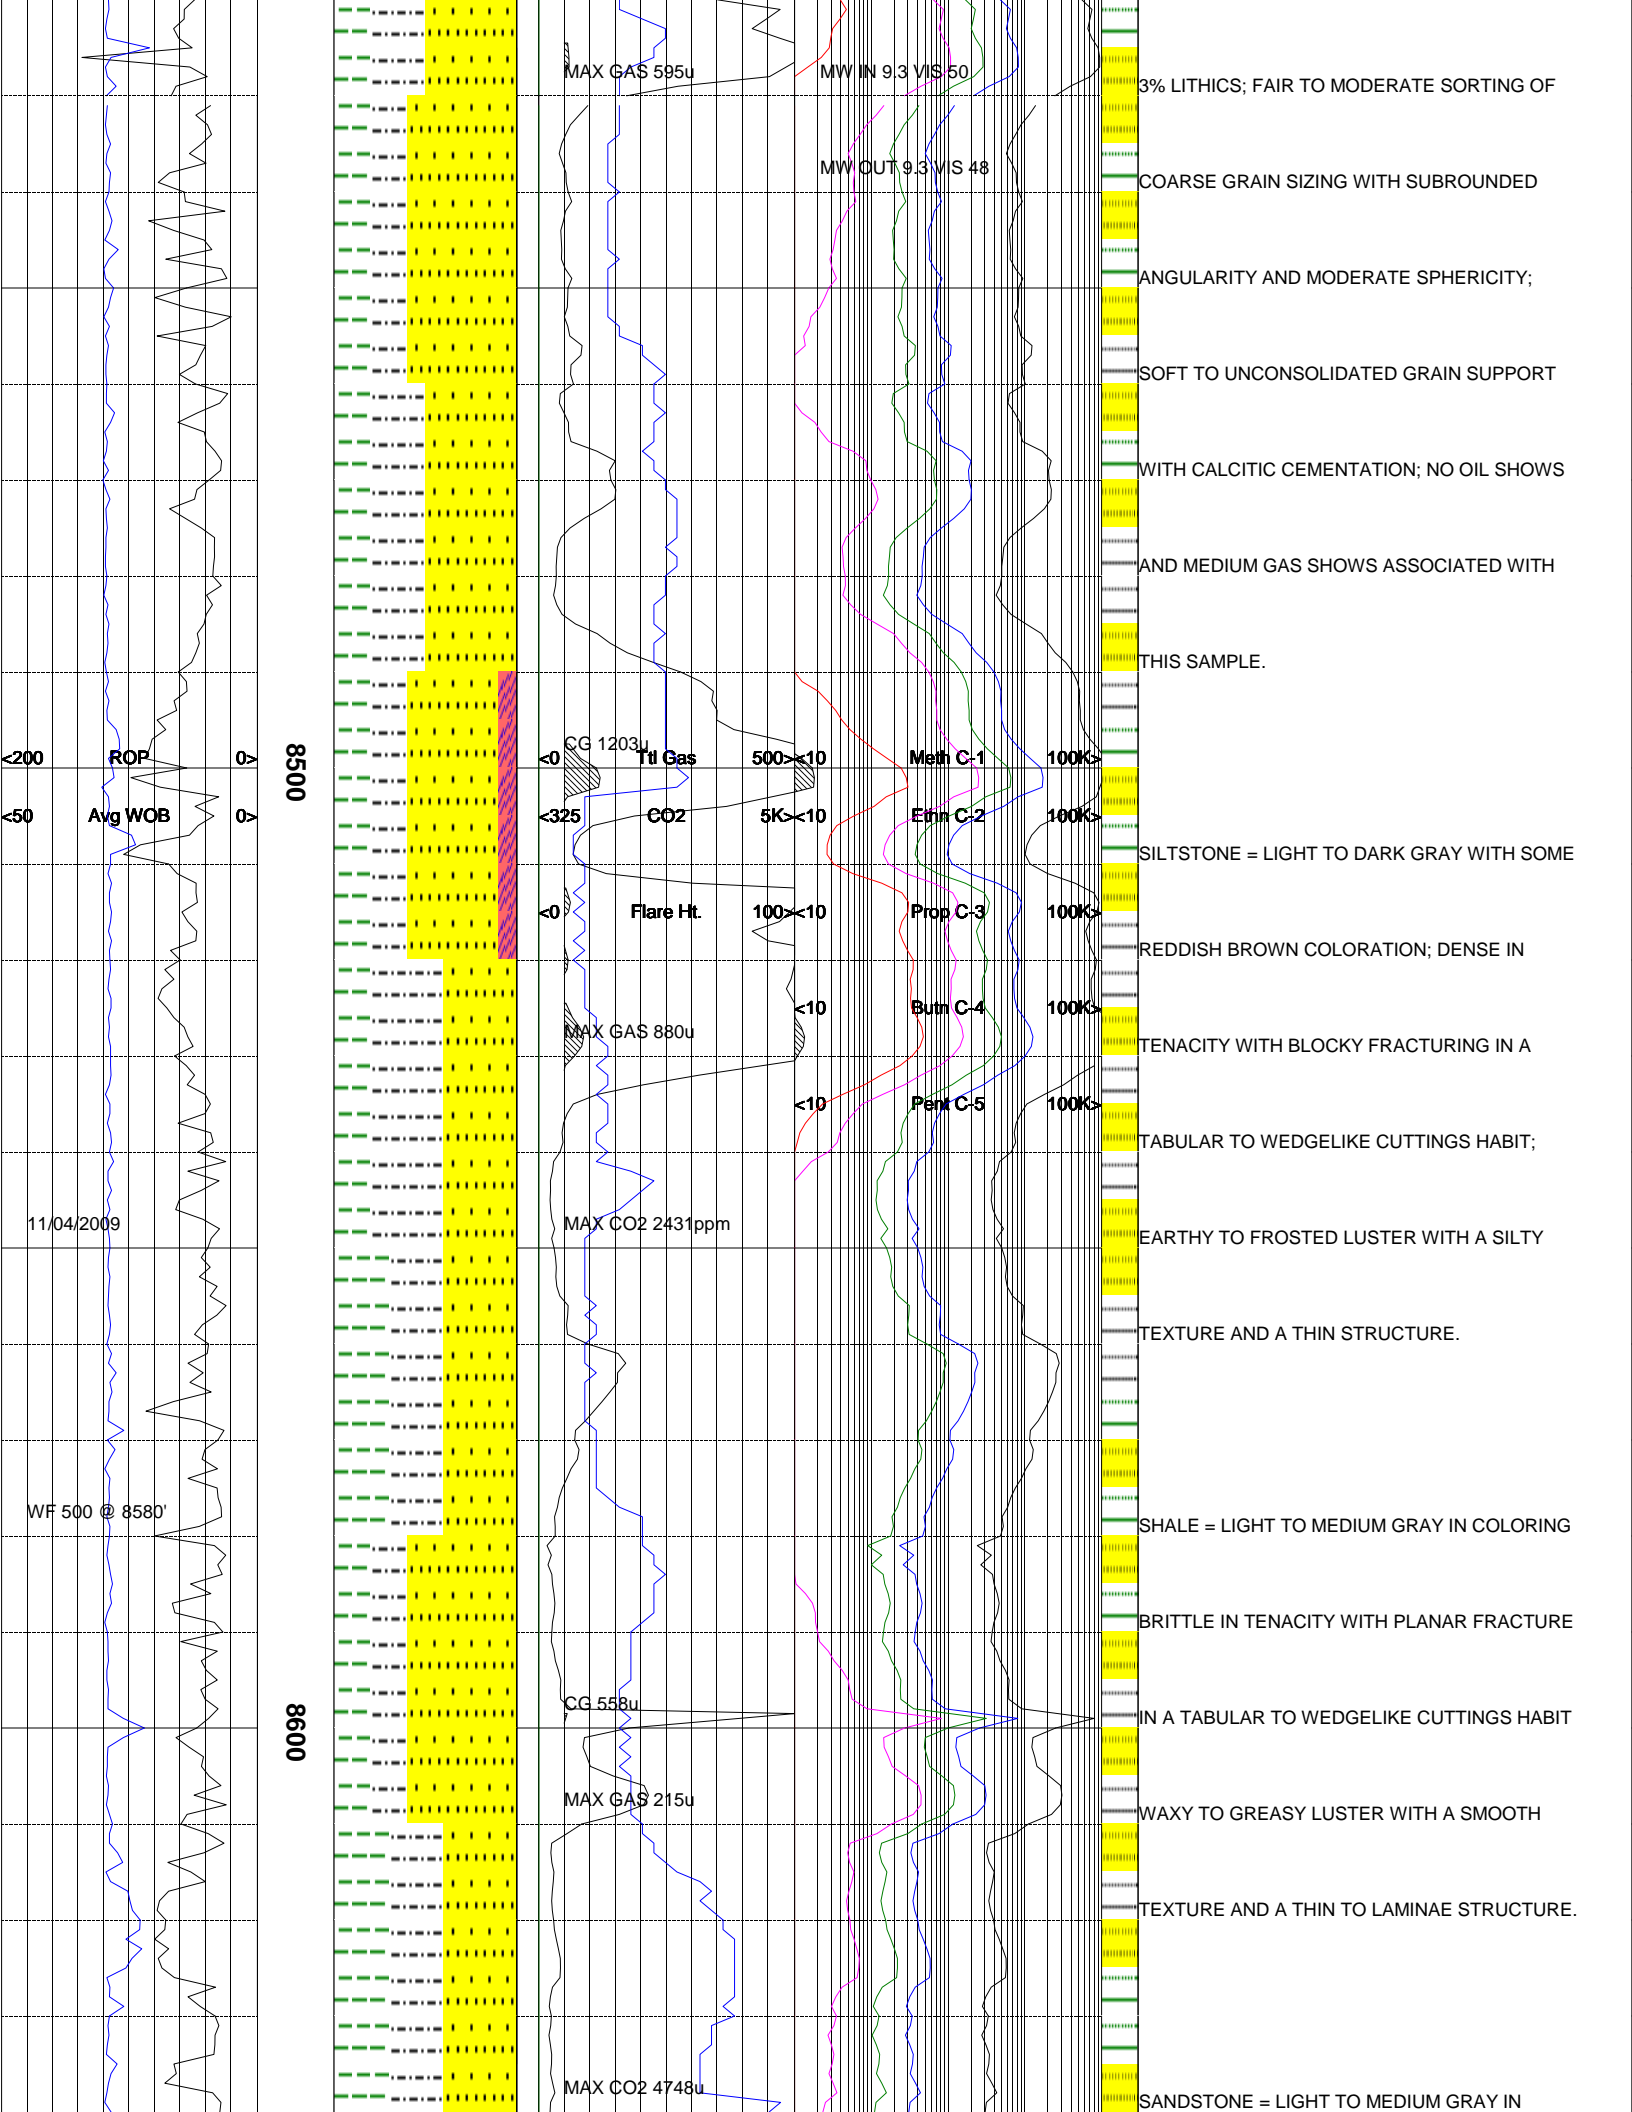 MAX GAS 595u
MW IN 9.3 VIS 50
3% LITHICS; FAIR TO MODERATE SORTING OF
MW OUT 9.3 VIS 48
COARSE GRAIN SIZING WITH SUBROUNDED
ANGULARITY AND MODERATE SPHERICITY;
SOFT TO UNCONSOLIDATED GRAIN SUPPORT
WITH CALCITIC CEMENTATION; NO OIL SHOWS
AND MEDIUM GAS SHOWS ASSOCIATED WITH
THIS SAMPLE.
CG 1203u
<200 ROP 0>
8500
<0 Ttl Gas 500>
<10 Meth C-1 100K>
<50 Avg WOB 0>
<325 CO2 5K>
<10 Ethn C-2 100K>
SILTSTONE = LIGHT TO DARK GRAY WITH SOME
<0 Flare Ht. 100>
<10 Prop C-3 100K>
REDDISH BROWN COLORATION; DENSE IN
<10 Butn C-4 100K>
MAX GAS 880u
TENACITY WITH BLOCKY FRACTURING IN A
<10 Pent C-5 100K>
TABULAR TO WEDGELIKE CUTTINGS HABIT;
11/04/2009
MAX CO2 2431ppm
EARTHY TO FROSTED LUSTER WITH A SILTY
TEXTURE AND A THIN STRUCTURE.
WF 500 @ 8580'
SHALE = LIGHT TO MEDIUM GRAY IN COLORING
BRITTLE IN TENACITY WITH PLANAR FRACTURE
CG 558u
8600
IN A TABULAR TO WEDGELIKE CUTTINGS HABIT
MAX GAS 215u
WAXY TO GREASY LUSTER WITH A SMOOTH
TEXTURE AND A THIN TO LAMINAE STRUCTURE.
MAX CO2 4748u
SANDSTONE = LIGHT TO MEDIUM GRAY IN